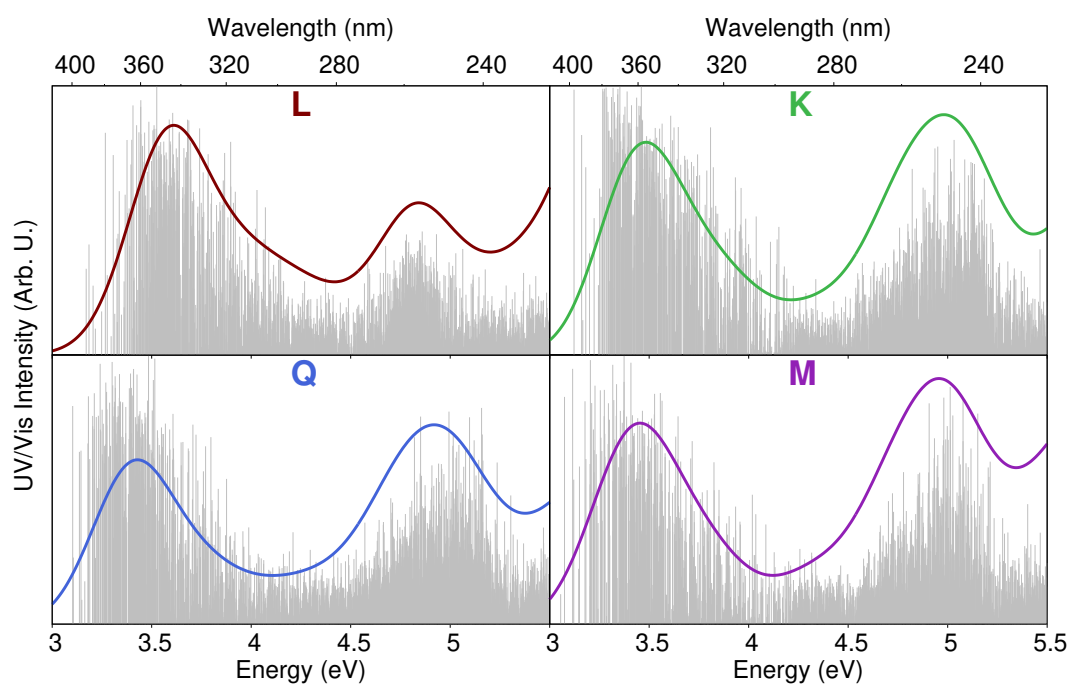 Wavelength (nm) Wavelength (nm)
400 360 320 280 240 400 360 320 280 240
L K
UV/Vis Intensity (Arb. U.)
Q M
3 3.5 4 4.5 5 3 3.5 4 4.5 5 5.5
Energy (eV) Energy (eV)